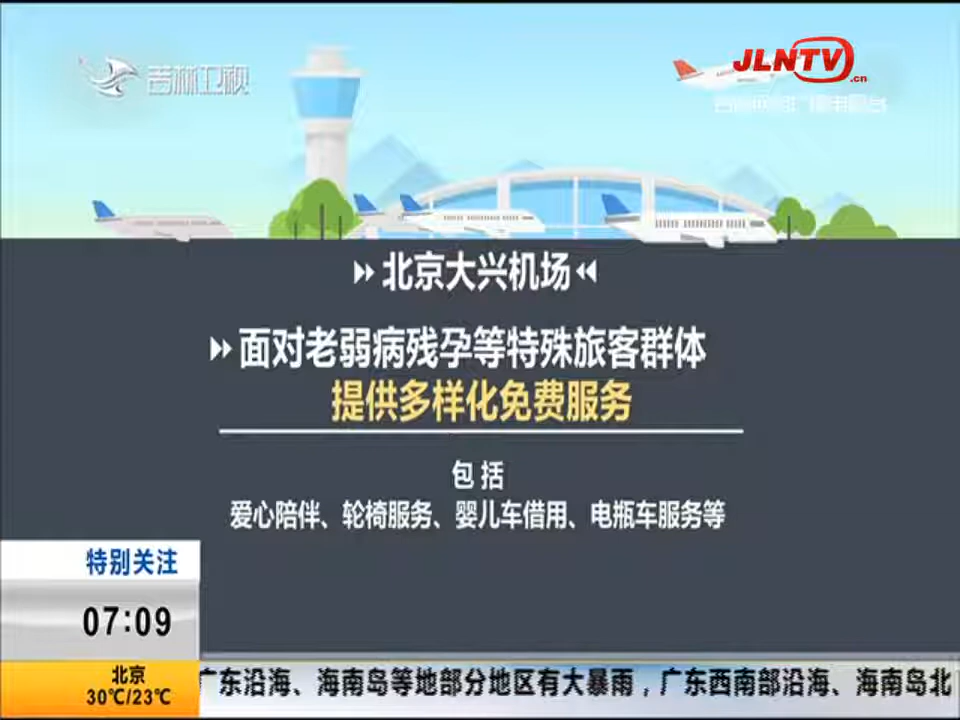 吉林卫视
JLNTV.cn
北京大兴机场
面对老弱病残孕等特殊旅客群体
提供多样化免费服务
包括
爱心陪伴、轮椅服务、婴儿车借用、电瓶车服务等
特别关注
07:09
北京
30℃/23℃
广东沿海、海南岛等地部分地区有大暴雨，广东西南部沿海、海南岛北